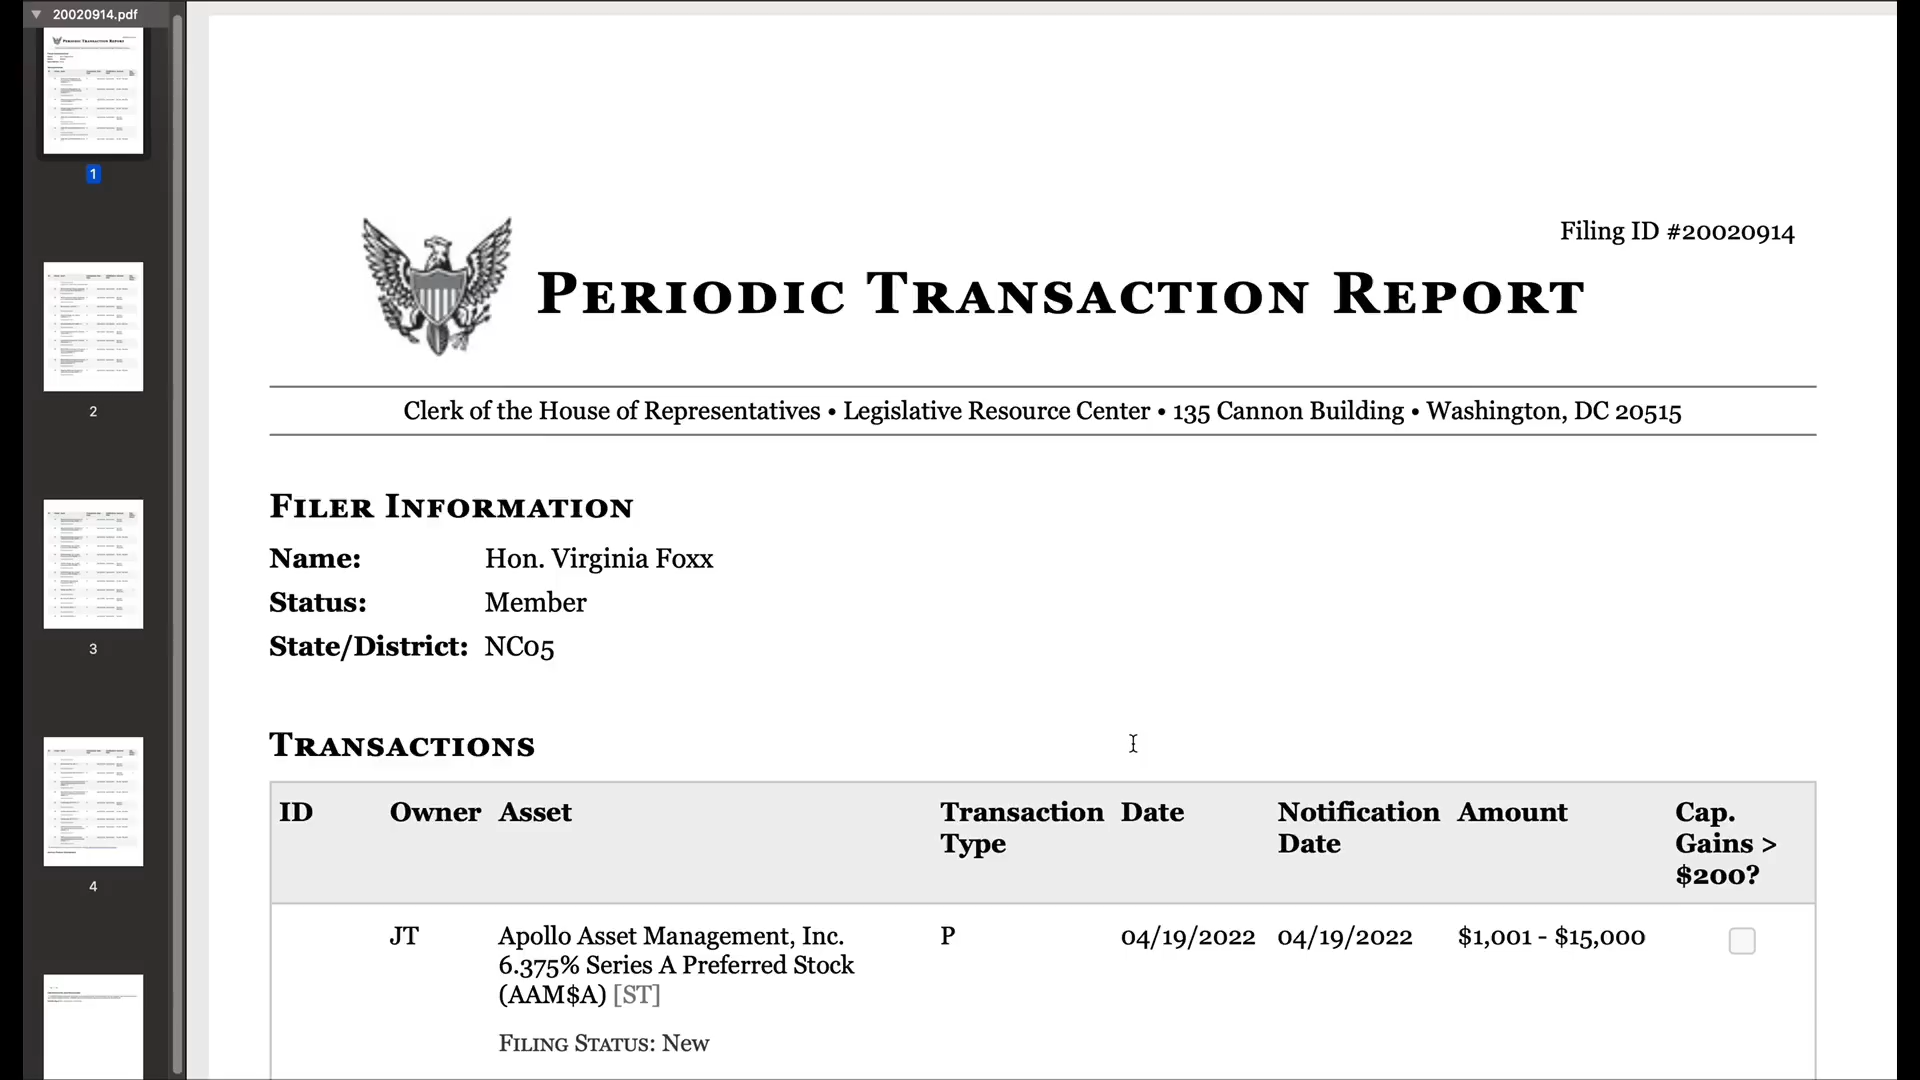 20020914.pdf
1
2
3
4
Filing ID #20020914
Periodic Transaction Report
Clerk of the House of Representatives • Legislative Resource Center • 135 Cannon Building • Washington, DC 20515
Filer Information
Name: Hon. Virginia Foxx
Status: Member
State/District: NC05
Transactions
ID Owner Asset Transaction Type Date Notification Date Amount Cap. Gains > $200?
JT Apollo Asset Management, Inc. P 04/19/2022 04/19/2022 $1,001 - $15,000
6.375% Series A Preferred Stock
(AAM$A) [ST]
Filing Status: New